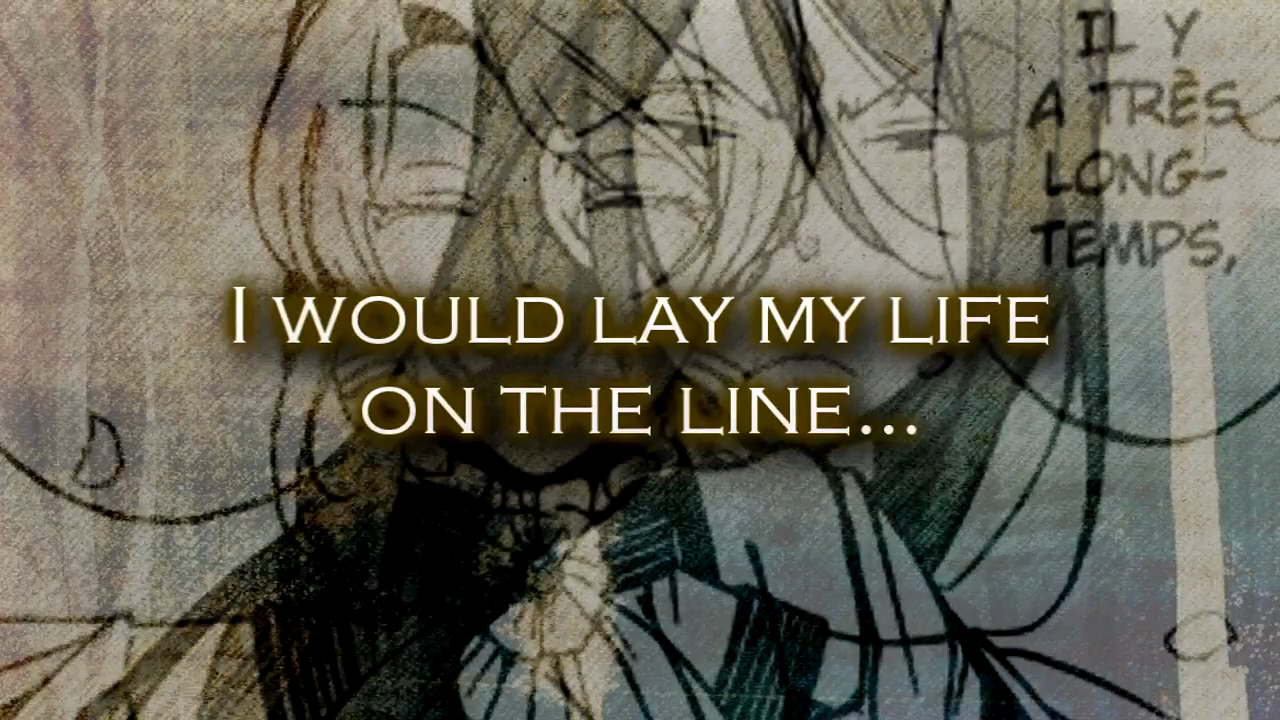 IL Y
A TRÈS
LONG-
TEMPS,
I WOULD LAY MY LIFE
ON THE LINE...